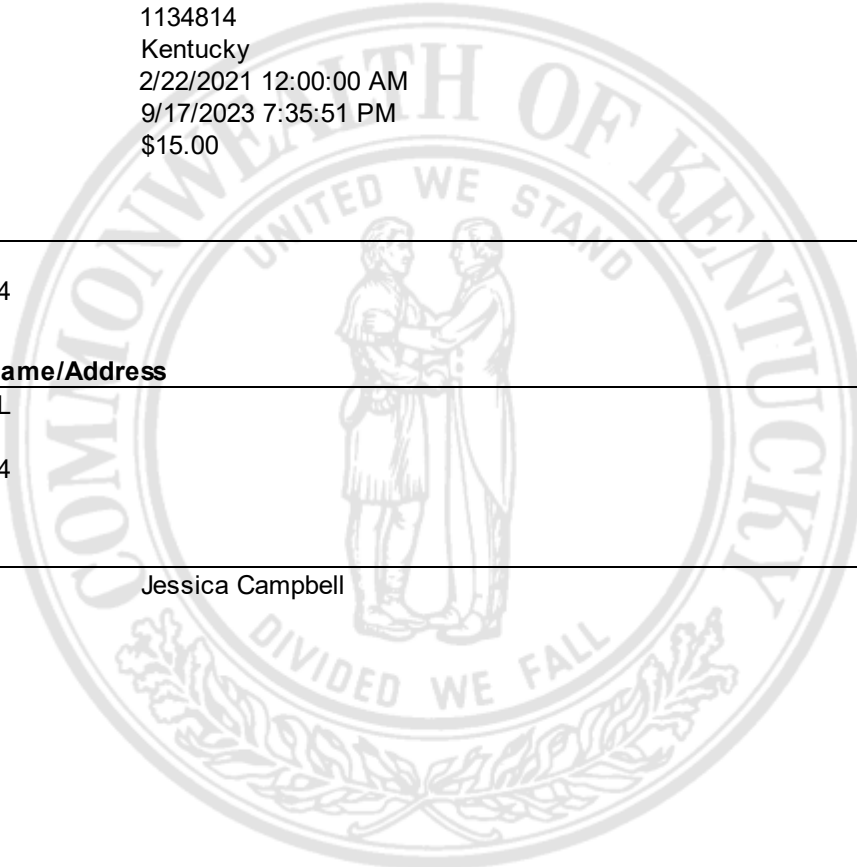 1134814
Kentucky
2/22/2021 12:00:00 AM
9/17/2023 7:35:51 PM
$15.00
COMMONWEALTH OF KENTUCKY
UNITED WE STAND
4
ame/Address
L
4
Jessica Campbell
DIVIDED WE FALL